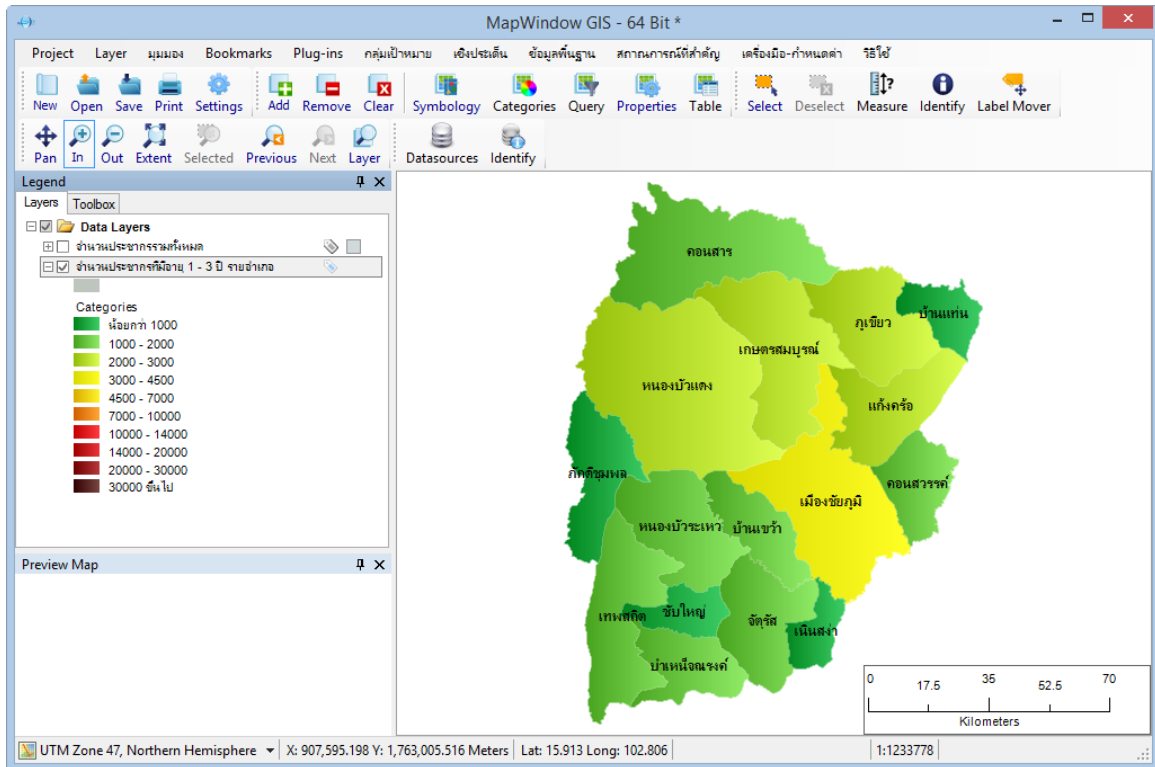 MapWindow GIS - 64 Bit *
Project Layer มุมมอง Bookmarks Plug-ins กลุ่มเป้าหมาย เชิงประเด็น ข้อมูลพื้นฐาน สถานการณ์ที่สำคัญ เครื่องมือ-กำหนดค่า วิธีใช้
New Open Save Print Settings Add Remove Clear Symbology Categories Query Properties Table Select Deselect Measure Identify Label Mover
Pan In Out Extent Selected Previous Next Layer Datasources Identify
Legend
Layers Toolbox
Data Layers
จำนวนประชากรรวมทั้งหมด
จำนวนประชากรที่มีอายุ 1 - 3 ปี รายอำเภอ
Categories
น้อยกว่า 1000
1000 - 2000
2000 - 3000
3000 - 4500
4500 - 7000
7000 - 10000
10000 - 14000
14000 - 20000
20000 - 30000
30000 ขึ้นไป
Preview Map
คอนสาร
บ้านแท่น
ภูเขียว
เกษตรสมบูรณ์
หนองบัวแดง
แก้งคร้อ
ภักดีชุมพล
คอนสวรรค์
เมืองชัยภูมิ
หนองบัวระเหว บ้านเขว้า
เทพสถิต ซับใหญ่ จัตุรัส เนินสง่า
บำเหน็จณรงค์
0 17.5 35 52.5 70
Kilometers
UTM Zone 47, Northern Hemisphere X: 907,595.198 Y: 1,763,005.516 Meters Lat: 15.913 Long: 102.806 1:1233778